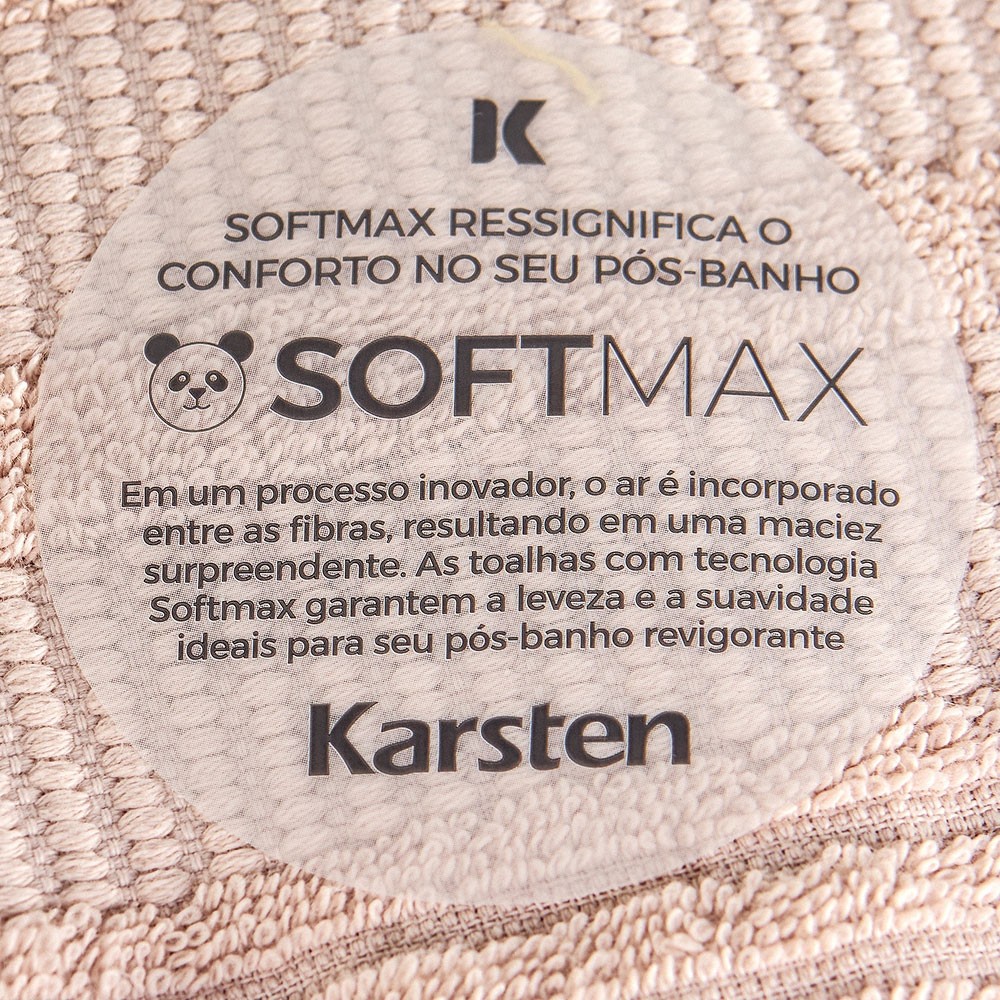 K
SOFTMAX RESSIGNIFICA O
CONFORTO NO SEU PÓS-BANHO
SOFTMAX
Em um processo inovador, o ar é incorporado
entre as fibras, resultando em uma maciez
surpreendente. As toalhas com tecnologia
Softmax garantem a leveza e a suavidade
ideais para seu pós-banho revigorante
Karsten